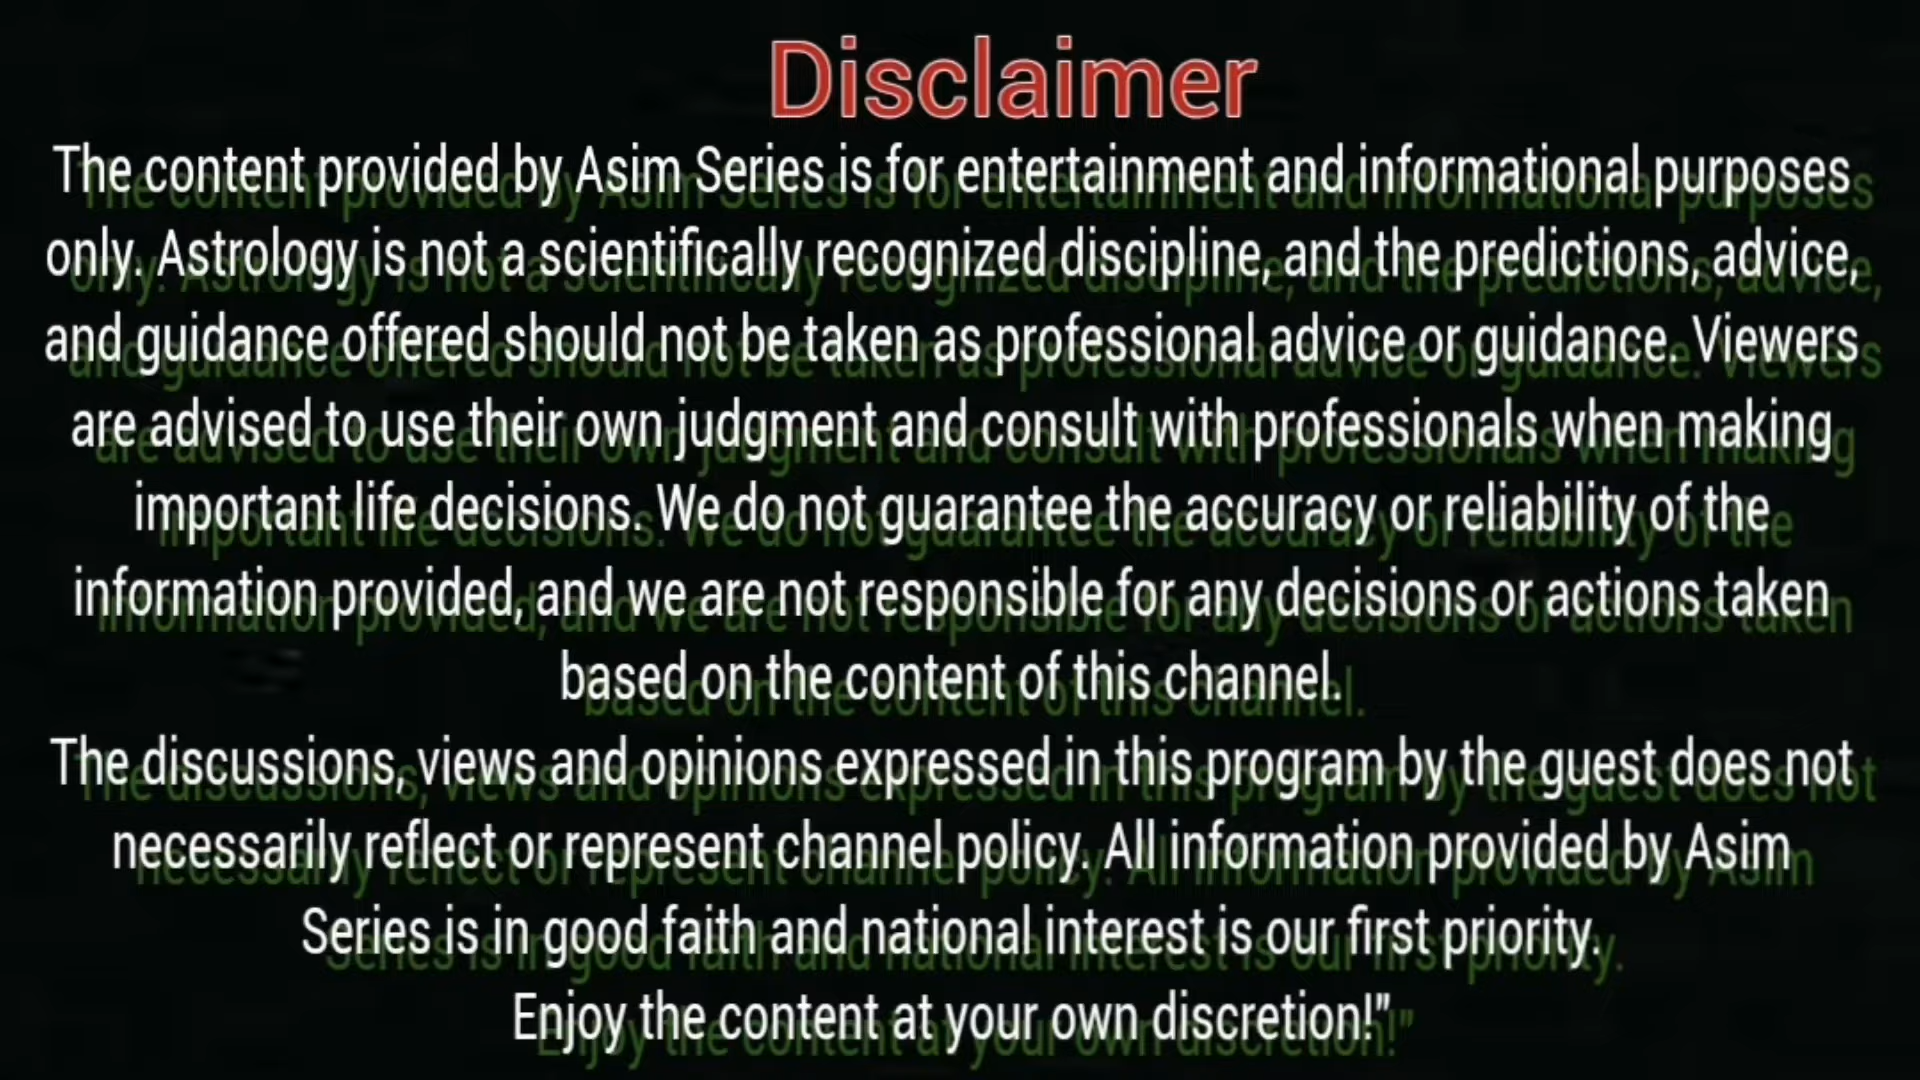 Disclaimer
The content provided by Asim Series is for entertainment and informational purposes
only. Astrology is not a scientifically recognized discipline, and the predictions, advice,
and guidance offered should not be taken as professional advice or guidance. Viewers
are advised to use their own judgment and consult with professionals when making
important life decisions. We do not guarantee the accuracy or reliability of the
information provided, and we are not responsible for any decisions or actions taken
based on the content of this channel.
The discussions, views and opinions expressed in this program by the guest does not
necessarily reflect or represent channel policy. All information provided by Asim
Series is in good faith and national interest is our first priority.
Enjoy the content at your own discretion!"